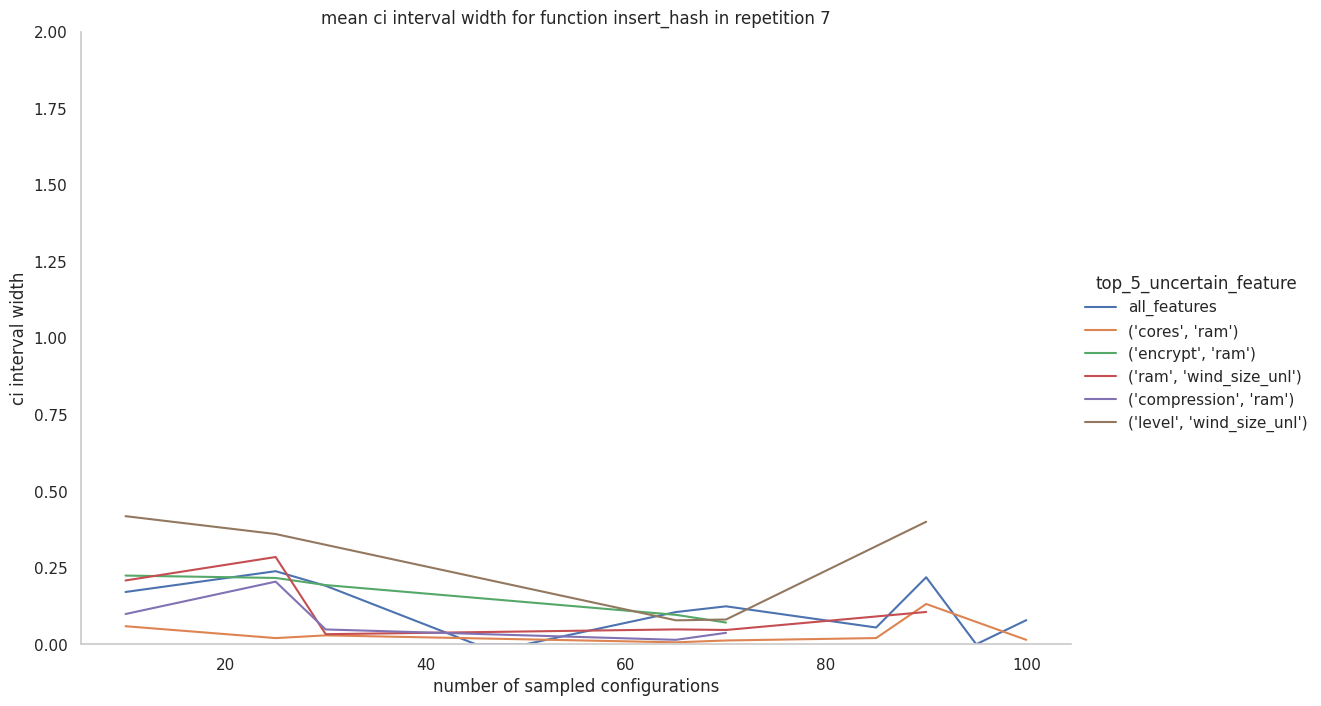 mean ci interval width for function insert_hash in repetition 7
2.00
1.75
1.50
1.25
1.00
0.75
0.50
0.25
0.00
ci interval width
20
40
60
80
100
number of sampled configurations
top_5_uncertain_feature
all_features
('cores', 'ram')
('encrypt', 'ram')
('ram', 'wind_size_unl')
('compression', 'ram')
('level', 'wind_size_unl')